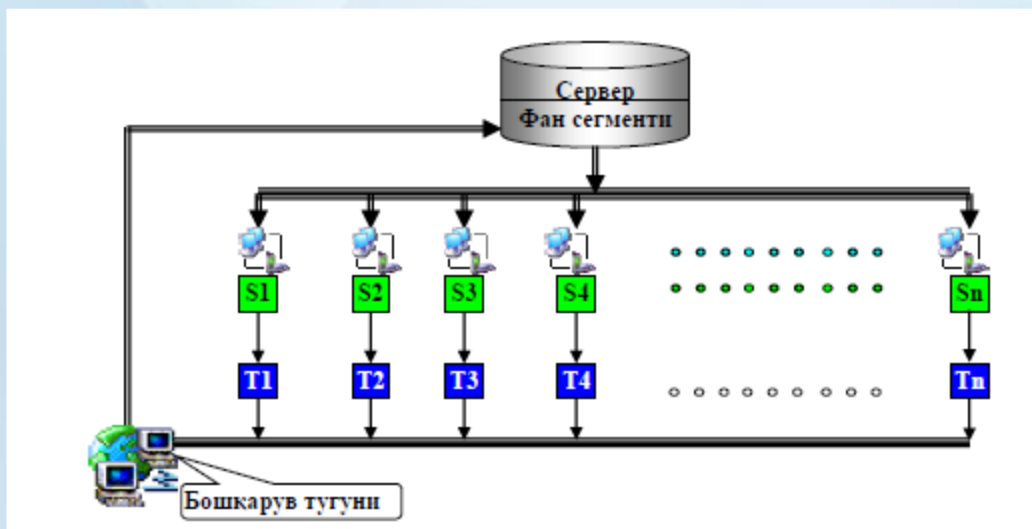 Сервер
Фан сегменти
S1 S2 S3 S4 Sn
T1 T2 T3 T4 Tn
Бошкарув тугуни